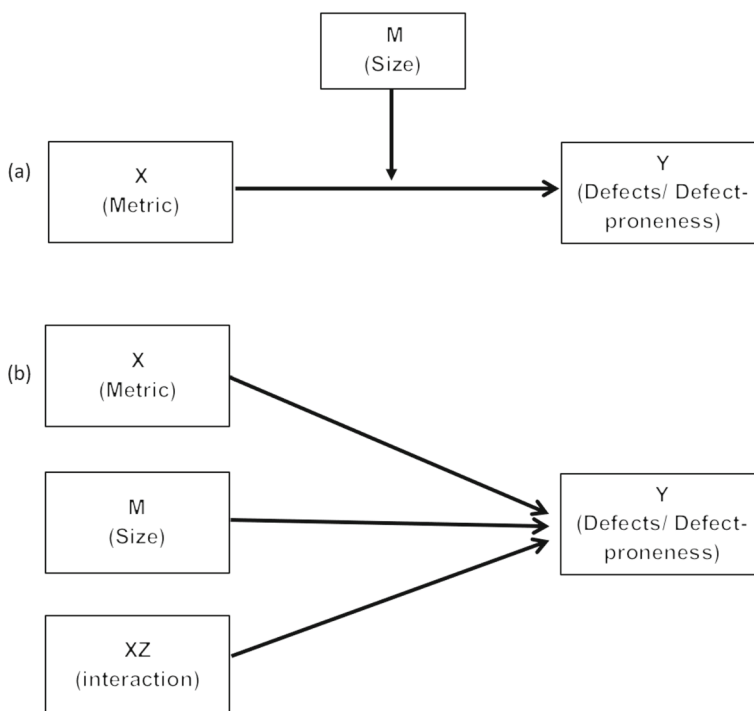 M
(Size)
(a)
X
(Metric)
Y
(Defects/ Defect-
proneness)
(b)
X
(Metric)
M
(Size)
Y
(Defects/ Defect-
proneness)
XZ
(interaction)